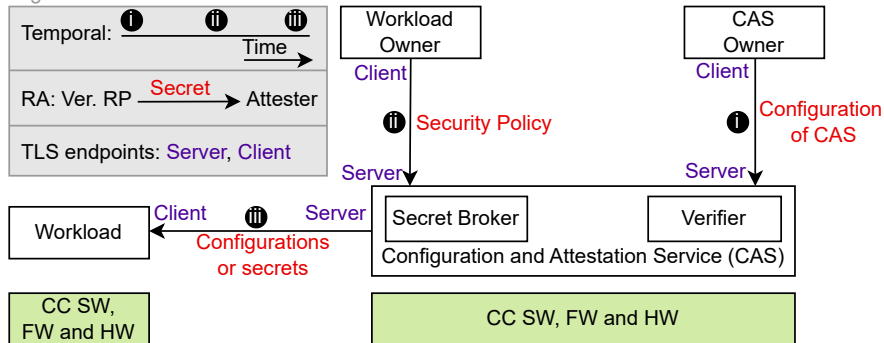 Temporal: i ii iii
Time
RA: Ver. RP Secret Attester
TLS endpoints: Server, Client
Workload
Owner
Client
ii Security Policy
Server
CAS
Owner
Client
i Configuration
of CAS
Server
Secret Broker
Verifier
Configuration and Attestation Service (CAS)
Client iii Server
Workload
Configurations
or secrets
CC SW,
FW and HW
CC SW, FW and HW